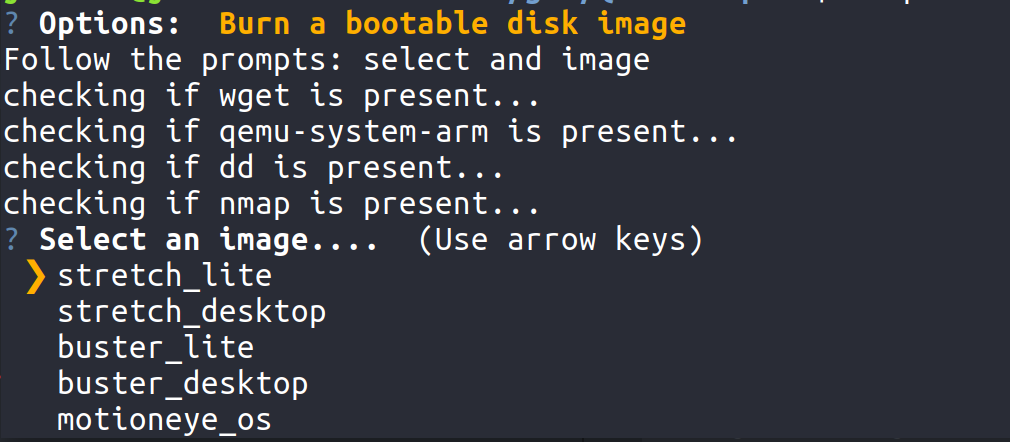 ? Options: Burn a bootable disk image
Follow the prompts: select and image
checking if wget is present...
checking if qemu-system-arm is present...
checking if dd is present...
checking if nmap is present...
? Select an image.... (Use arrow keys)
❯ stretch_lite
stretch_desktop
buster_lite
buster_desktop
motioneye_os